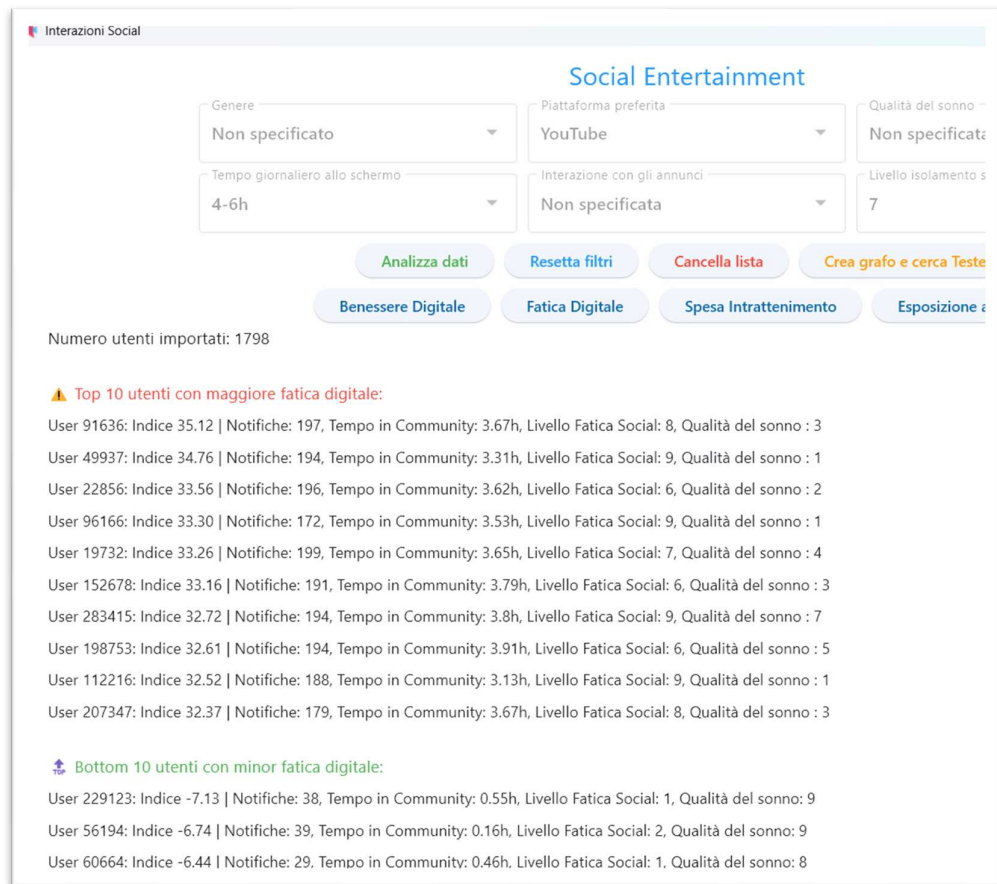 Interazioni Social
Social Entertainment
Genere
Piattaforma preferita
Qualità del sonno
Non specificato
YouTube
Non specificata
Tempo giornaliero allo schermo
Interazione con gli annunci
Livello isolamento s
4-6h
Non specificata
7
Analizza dati
Resetta filtri
Cancella lista
Crea grafo e cerca Teste
Benessere Digitale
Fatica Digitale
Spesa Intrattenimento
Esposizione a
Numero utenti importati: 1798
Top 10 utenti con maggiore fatica digitale:
User 91636: Indice 35.12 | Notifiche: 197, Tempo in Community: 3.67h, Livello Fatica Social: 8, Qualità del sonno : 3
User 49937: Indice 34.76 | Notifiche: 194, Tempo in Community: 3.31h, Livello Fatica Social: 9, Qualità del sonno : 1
User 22856: Indice 33.56 | Notifiche: 196, Tempo in Community: 3.62h, Livello Fatica Social: 6, Qualità del sonno : 2
User 96166: Indice 33.30 | Notifiche: 172, Tempo in Community: 3.53h, Livello Fatica Social: 9, Qualità del sonno : 1
User 19732: Indice 33.26 | Notifiche: 199, Tempo in Community: 3.65h, Livello Fatica Social: 7, Qualità del sonno : 4
User 152678: Indice 33.16 | Notifiche: 191, Tempo in Community: 3.79h, Livello Fatica Social: 6, Qualità del sonno : 3
User 283415: Indice 32.72 | Notifiche: 194, Tempo in Community: 3.8h, Livello Fatica Social: 9, Qualità del sonno : 7
User 198753: Indice 32.61 | Notifiche: 194, Tempo in Community: 3.91h, Livello Fatica Social: 6, Qualità del sonno : 5
User 112216: Indice 32.52 | Notifiche: 188, Tempo in Community: 3.13h, Livello Fatica Social: 9, Qualità del sonno : 1
User 207347: Indice 32.37 | Notifiche: 179, Tempo in Community: 3.67h, Livello Fatica Social: 8, Qualità del sonno : 3
TOP Bottom 10 utenti con minor fatica digitale:
User 229123: Indice -7.13 | Notifiche: 38, Tempo in Community: 0.55h, Livello Fatica Social: 1, Qualità del sonno: 9
User 56194: Indice -6.74 | Notifiche: 39, Tempo in Community: 0.16h, Livello Fatica Social: 2, Qualità del sonno: 9
User 60664: Indice -6.44 | Notifiche: 29, Tempo in Community: 0.46h, Livello Fatica Social: 1, Qualità del sonno: 8